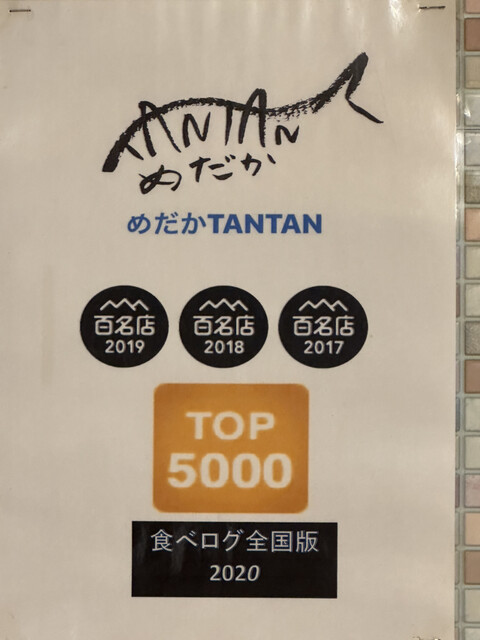 TANTAN
めだか
めだかTANTAN
百名店
2019
百名店
2018
百名店
2017
TOP
5000
食べログ全国版
2020